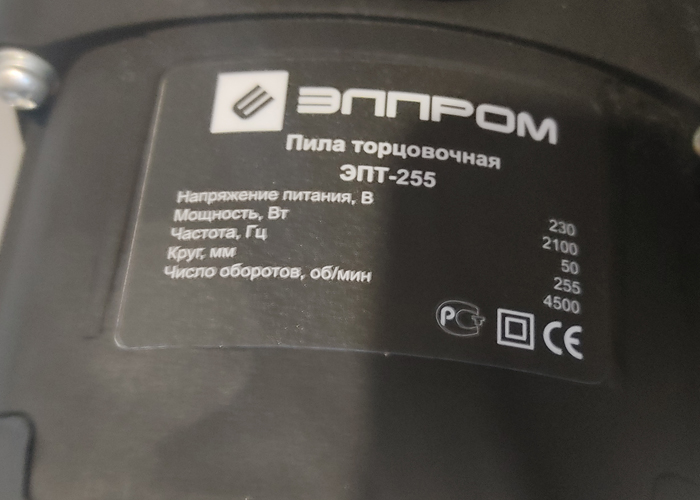 ЭЛПРОМ
Пила торцовочная
ЭПТ-255
Напряжение питания, В 230
Мощность, Вт 2100
Частота, Гц 50
Круг, мм 255
Число оборотов, об/мин 4500
РСТ CE